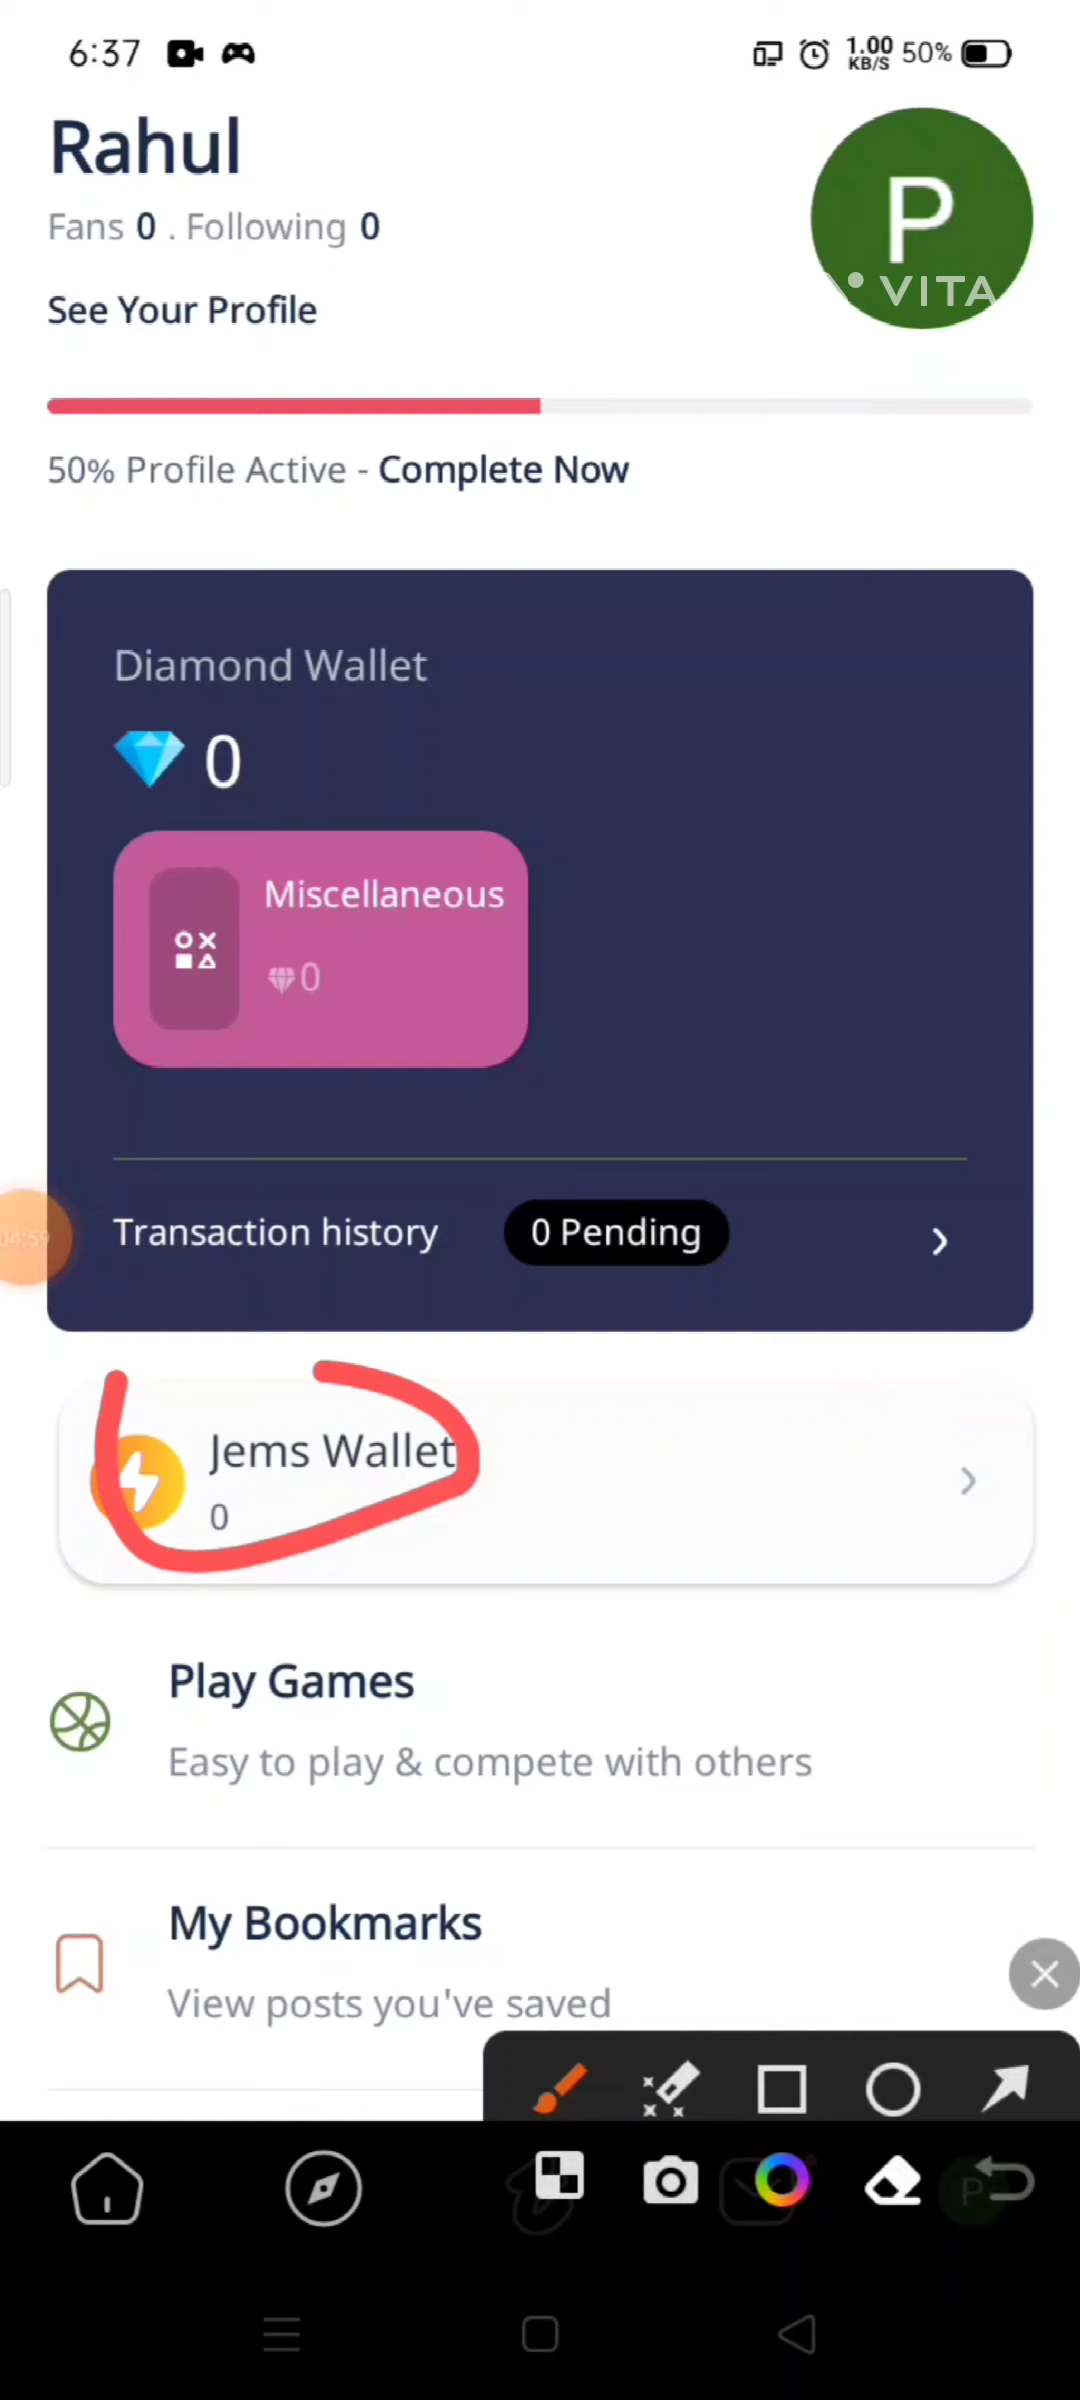 6:37
1.00
KB/S
50%
Rahul
P
VITA
Fans 0 . Following 0
See Your Profile
50% Profile Active - Complete Now
Diamond Wallet
0
Miscellaneous
0
Transaction history
0 Pending
04:59
Jems Wallet
0
Play Games
Easy to play & compete with others
My Bookmarks
View posts you've saved
P